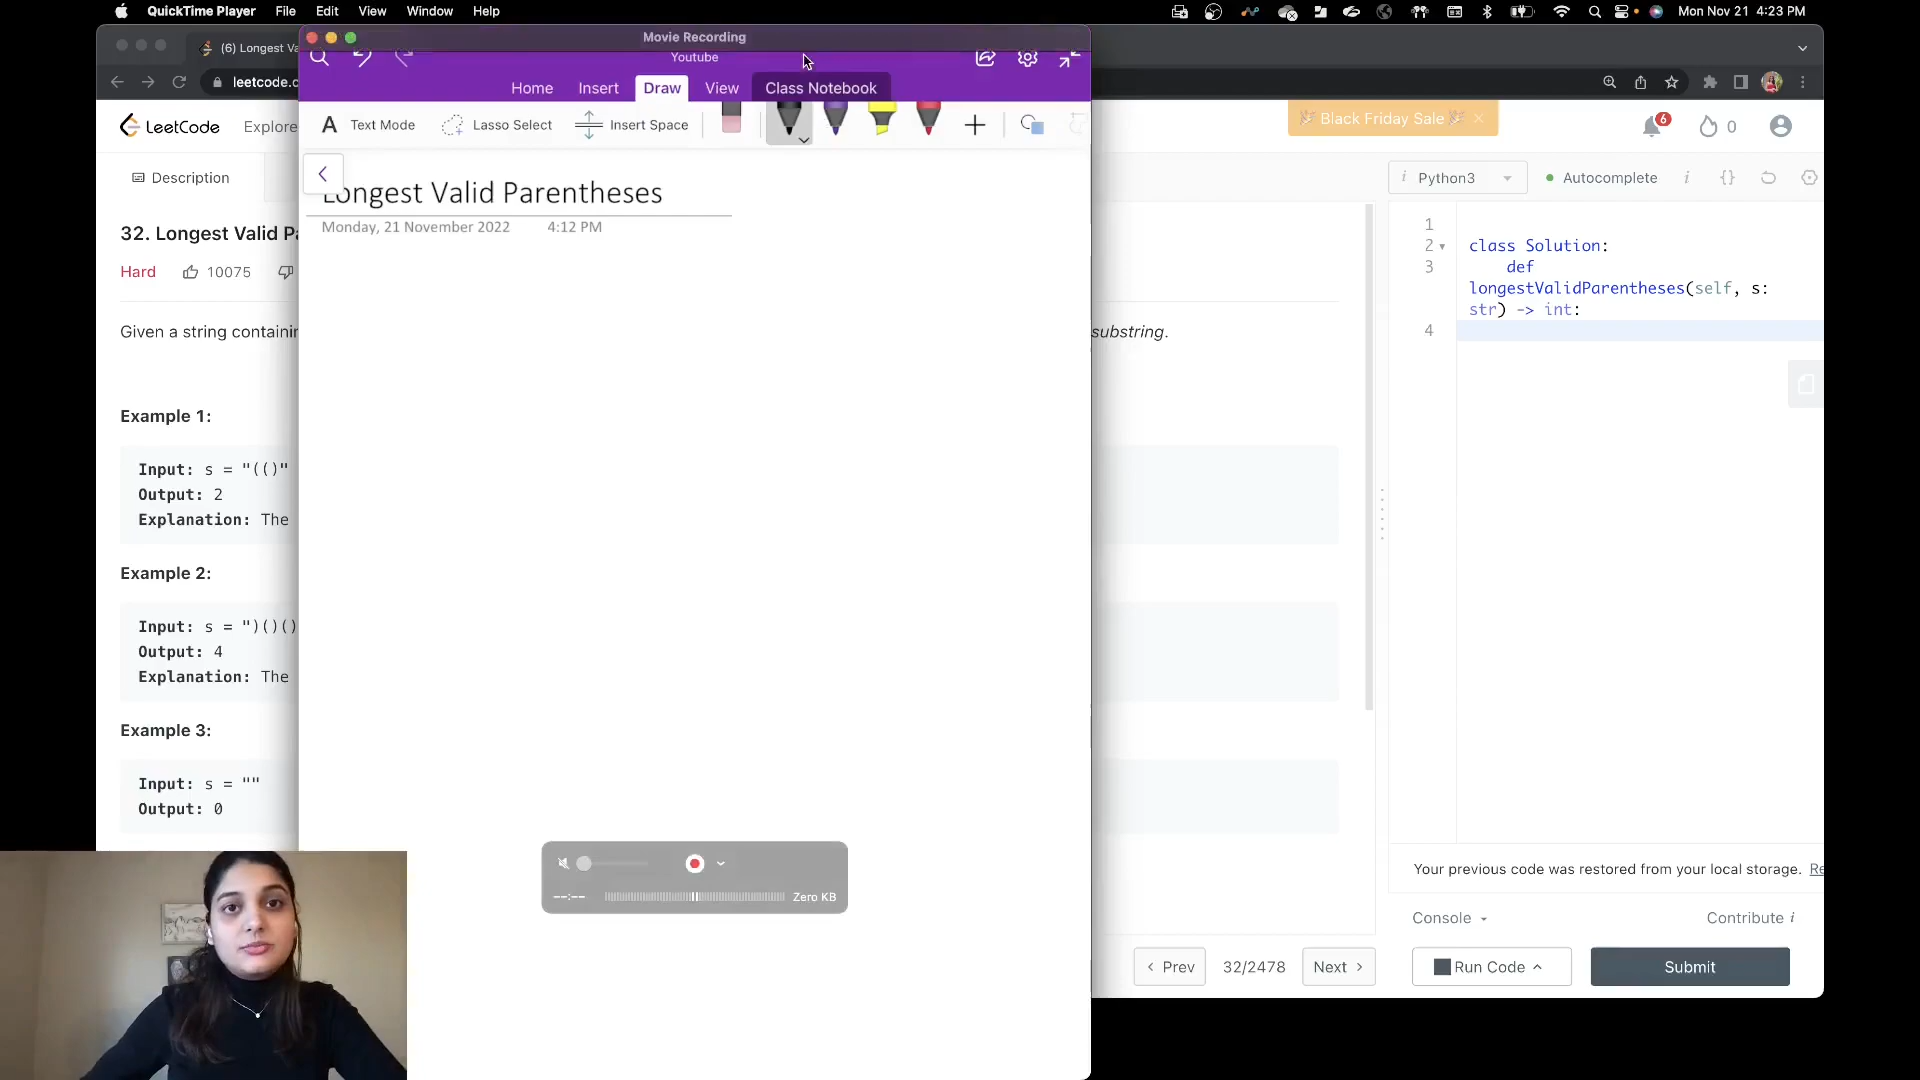 QuickTime Player File Edit View Window Help Mon Nov 21 4:23 PM
(6) Longest Va
Movie Recording
Youtube
leetcode.c
Home Insert Draw View Class Notebook
A Text Mode Lasso Select Insert Space
LeetCode Explore
Black Friday Sale
6
0
Description
Longest Valid Parentheses
Monday, 21 November 2022 4:12 PM
Python3
Autocomplete
i {}
32. Longest Valid Pa
Hard 10075
Given a string containin
substring.
1
2 class Solution:
3 def
longestValidParentheses(self, s:
str) -> int:
4
Example 1:
Input: s = "(()"
Output: 2
Explanation: The
Example 2:
Input: s = ")()()
Output: 4
Explanation: The
Example 3:
Input: s = ""
Output: 0
--:-- Zero KB
Your previous code was restored from your local storage. Re
Console
Contribute i
Prev 32/2478 Next
Run Code
Submit